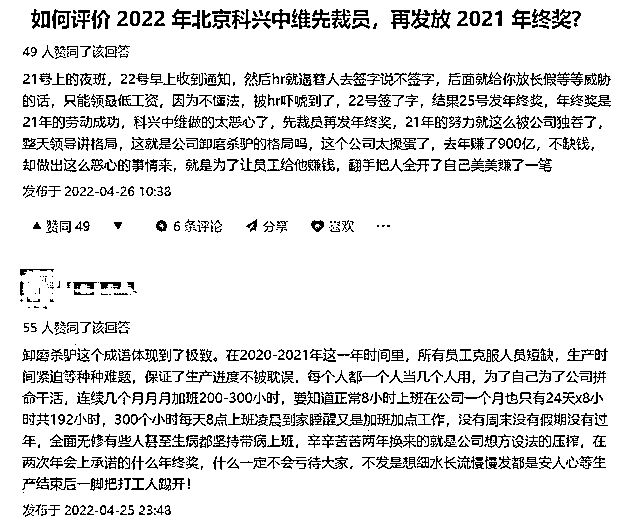 如何评价 2022 年北京科兴中维先裁员，再发放 2021 年终奖？
49 人赞同了该回答
21号上的夜班，22号早上收到通知，然后hr就逼着人去签字说不签字，后面就给你放长假等等威胁
的话，只能领最低工资，因为不懂法，被hr吓唬到了，22号签了字，结果25号发年终奖，年终奖是
21年的劳动成功，科兴中维做的太恶心了，先裁员再发年终奖，21年的努力就这么被公司独吞了，
整天领导讲格局，这就是公司卸磨杀驴的格局吗，这个公司太操蛋了，去年赚了900亿，不缺钱，
却做出这么恶心的事情来，就是为了让员工给他赚钱，翻手把人全开了自己美美赚了一笔
发布于 2022-04-26 10:38
赞同 49 6 条评论 分享 喜欢 ···
55 人赞同了该回答
卸磨杀驴这个成语体现到了极致。在2020-2021年这一年时间里，所有员工克服人员短缺，生产时
间紧迫等种种难题，保证了生产进度不被耽误，每个人都一个人当几个人用，为了自己为了公司拼
命干活，连续几个月月月加班200-300小时，要知道正常8小时上班在公司一个月也只有24天x8小
时共192小时，300个小时每天8点上班凌晨到家睡醒又是加班加点工作，没有周末没有假期没有过
年，全面无修有些人甚至生病都坚持带病上班，辛辛苦苦两年换来的就是公司想方设法的压榨，在
两次年会上承诺的什么年终奖，什么一定不会亏待大家，不发是想细水长流慢慢发都是安人心等生
产结束后一脚把打工人踢开！
发布于 2022-04-25 23:48